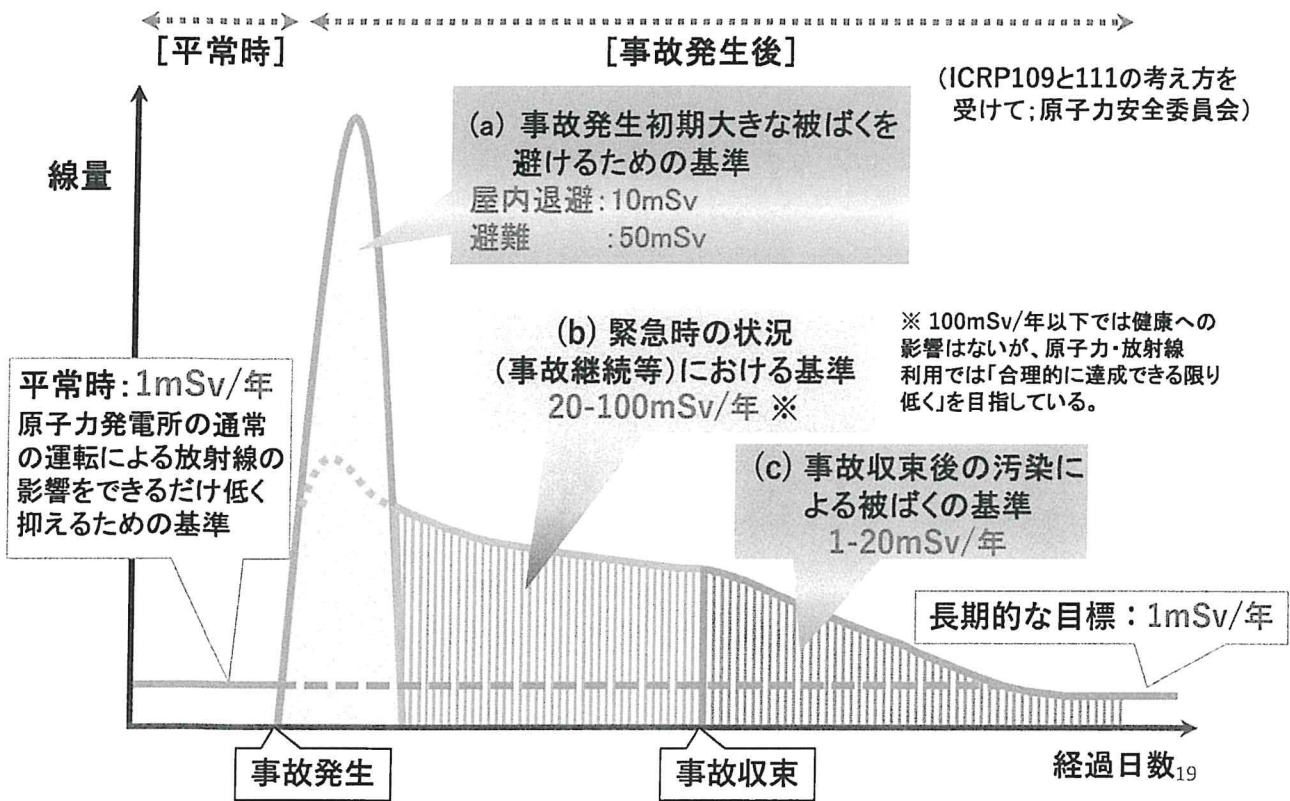 [平常時]
[事故発生後]
(ICRP109と111の考え方を
受けて;原子力安全委員会)
線量
(a) 事故発生初期大きな被ばくを
避けるための基準
屋内退避:10mSv
避難 :50mSv
(b) 緊急時の状況
(事故継続等)における基準
20-100mSv/年 ※
※ 100mSv/年以下では健康への
影響はないが、原子力・放射線
利用では「合理的に達成できる限り
低く」を目指している。
平常時:1mSv/年
原子力発電所の通常
の運転による放射線の
影響をできるだけ低く
抑えるための基準
(c) 事故収束後の汚染に
よる被ばくの基準
1-20mSv/年
長期的な目標:1mSv/年
事故発生
事故収束
経過日数
19